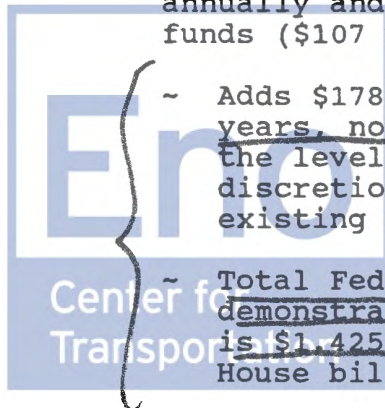 annually and
funds ($107
~ Adds $178
years, no
the level
discretio
existing
~ Total Fed
demonstra
is $1.425
House bil
Eno
Center for
Transportation